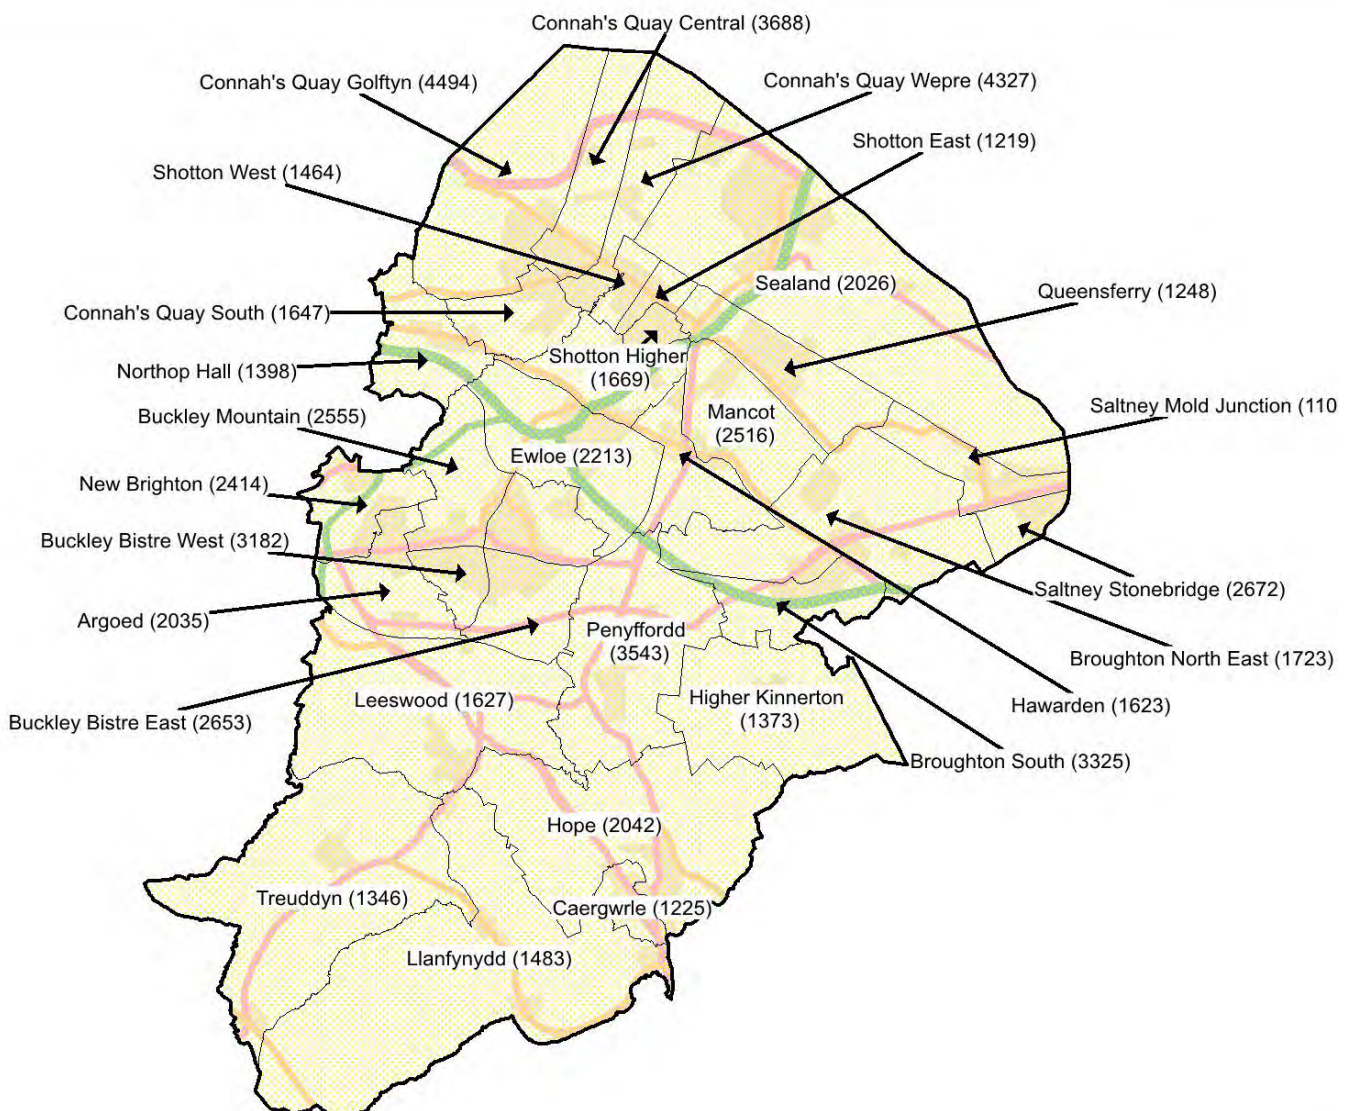 Connah's Quay Central (3688)
Connah's Quay Golftyn (4494)
Connah's Quay Wepre (4327)
Shotton East (1219)
Shotton West (1464)
Sealand (2026)
Queensferry (1248)
Connah's Quay South (1647)
Shotton Higher
(1669)
Northop Hall (1398)
Saltney Mold Junction (110
Buckley Mountain (2555)
Mancot
(2516)
Ewloe (2213)
New Brighton (2414)
Buckley Bistre West (3182)
Saltney Stonebridge (2672)
Argoed (2035)
Penyffordd
(3543)
Broughton North East (1723)
Leeswood (1627)
Higher Kinnerton
(1373)
Hawarden (1623)
Buckley Bistre East (2653)
Broughton South (3325)
Hope (2042)
Treuddyn (1346)
Caergwrle (1225)
Llanfynydd (1483)